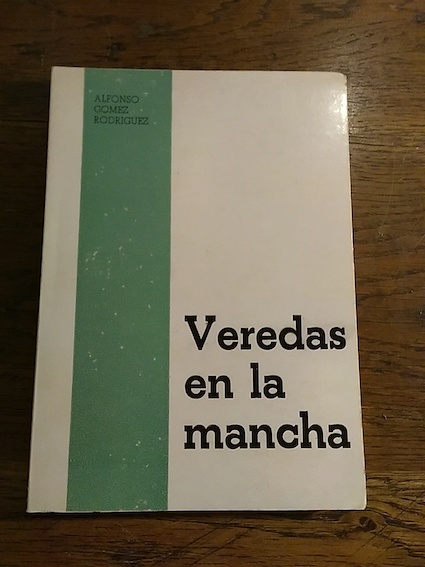 ALFONSO
GOMEZ
RODRIGUEZ
Veredas
en la
mancha